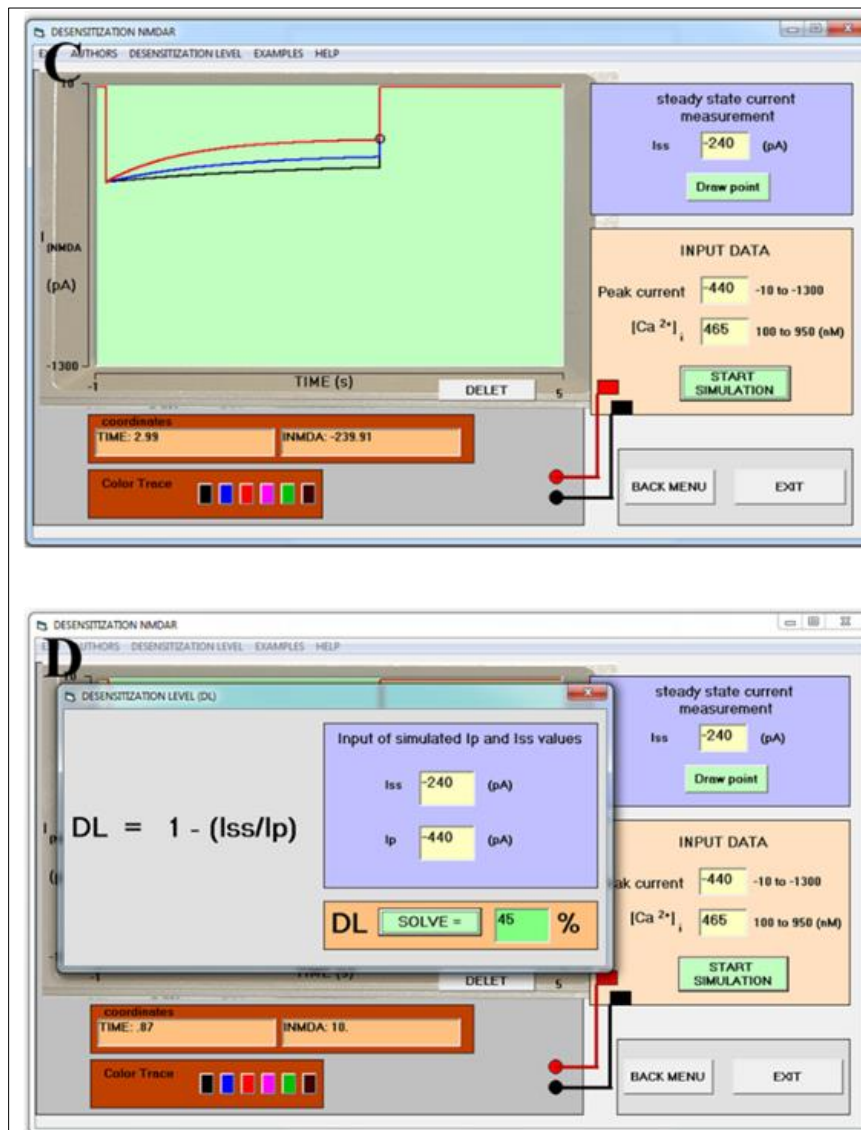 DESENSITIZATION NMDAR
C
AUTHORS DESENSITIZATION LEVEL EXAMPLES HELP
10
I
(NMDA
(pA)
-1300
-1
TIME (s)
5
DELET
steady state current
measurement
Iss -240 (pA)
Draw point
INPUT DATA
Peak current -440 -10 to -1300
[Ca 2+] i 465 100 to 950 (nM)
START
SIMULATION
coordinates
TIME: 2.99 INMDA: -239.91
Color Trace
BACK MENU EXIT
DESENSITIZATION NMDAR
D
DESENSITIZATION LEVEL EXAMPLES HELP
10
DESENSITIZATION LEVEL (DL)
DL = 1 - (Iss/Ip)
Input of simulated Ip and Iss values
Iss -240 (pA)
Ip -440 (pA)
DL SOLVE = 45 %
steady state current
measurement
Iss -240 (pA)
Draw point
INPUT DATA
current -440 -10 to -1300
[Ca 2+] i 465 100 to 950 (nM)
START
SIMULATION
-1
TIME (s)
DELET
5
coordinates
TIME: .87 INMDA: 10.
Color Trace
BACK MENU EXIT